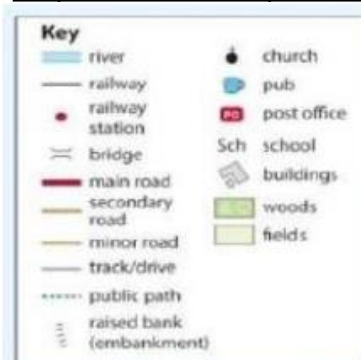 Key
river
railway
railway
station
bridge
main road
secondary
road
minor road
track/drive
public path
raised bank
(embankment)
church
pub
PO post office
Sch school
buildings
woods
fields